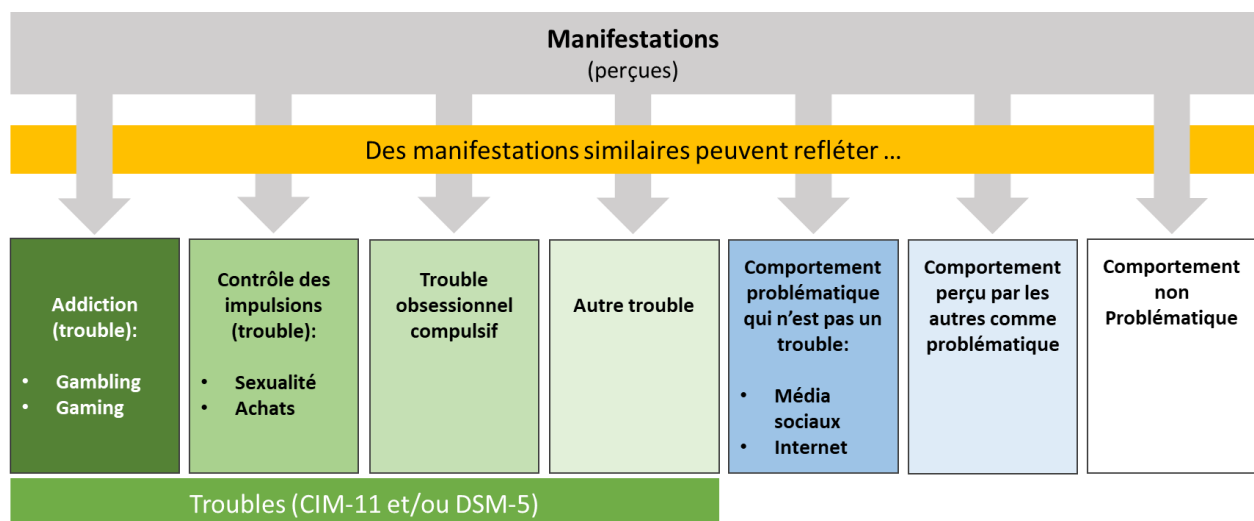 Manifestations
(perçues)
Des manifestations similaires peuvent refléter ...
Addiction
(trouble):
• Gambling
• Gaming
Contrôle des
impulsions
(trouble):
• Sexualité
• Achats
Trouble
obsessionnel
compulsif
Autre trouble
Comportement
problématique
qui n’est pas un
trouble:
• Média
sociaux
• Internet
Comportement
perçu par les
autres comme
problématique
Comportement
non
Problématique
Troubles (CIM-11 et/ou DSM-5)